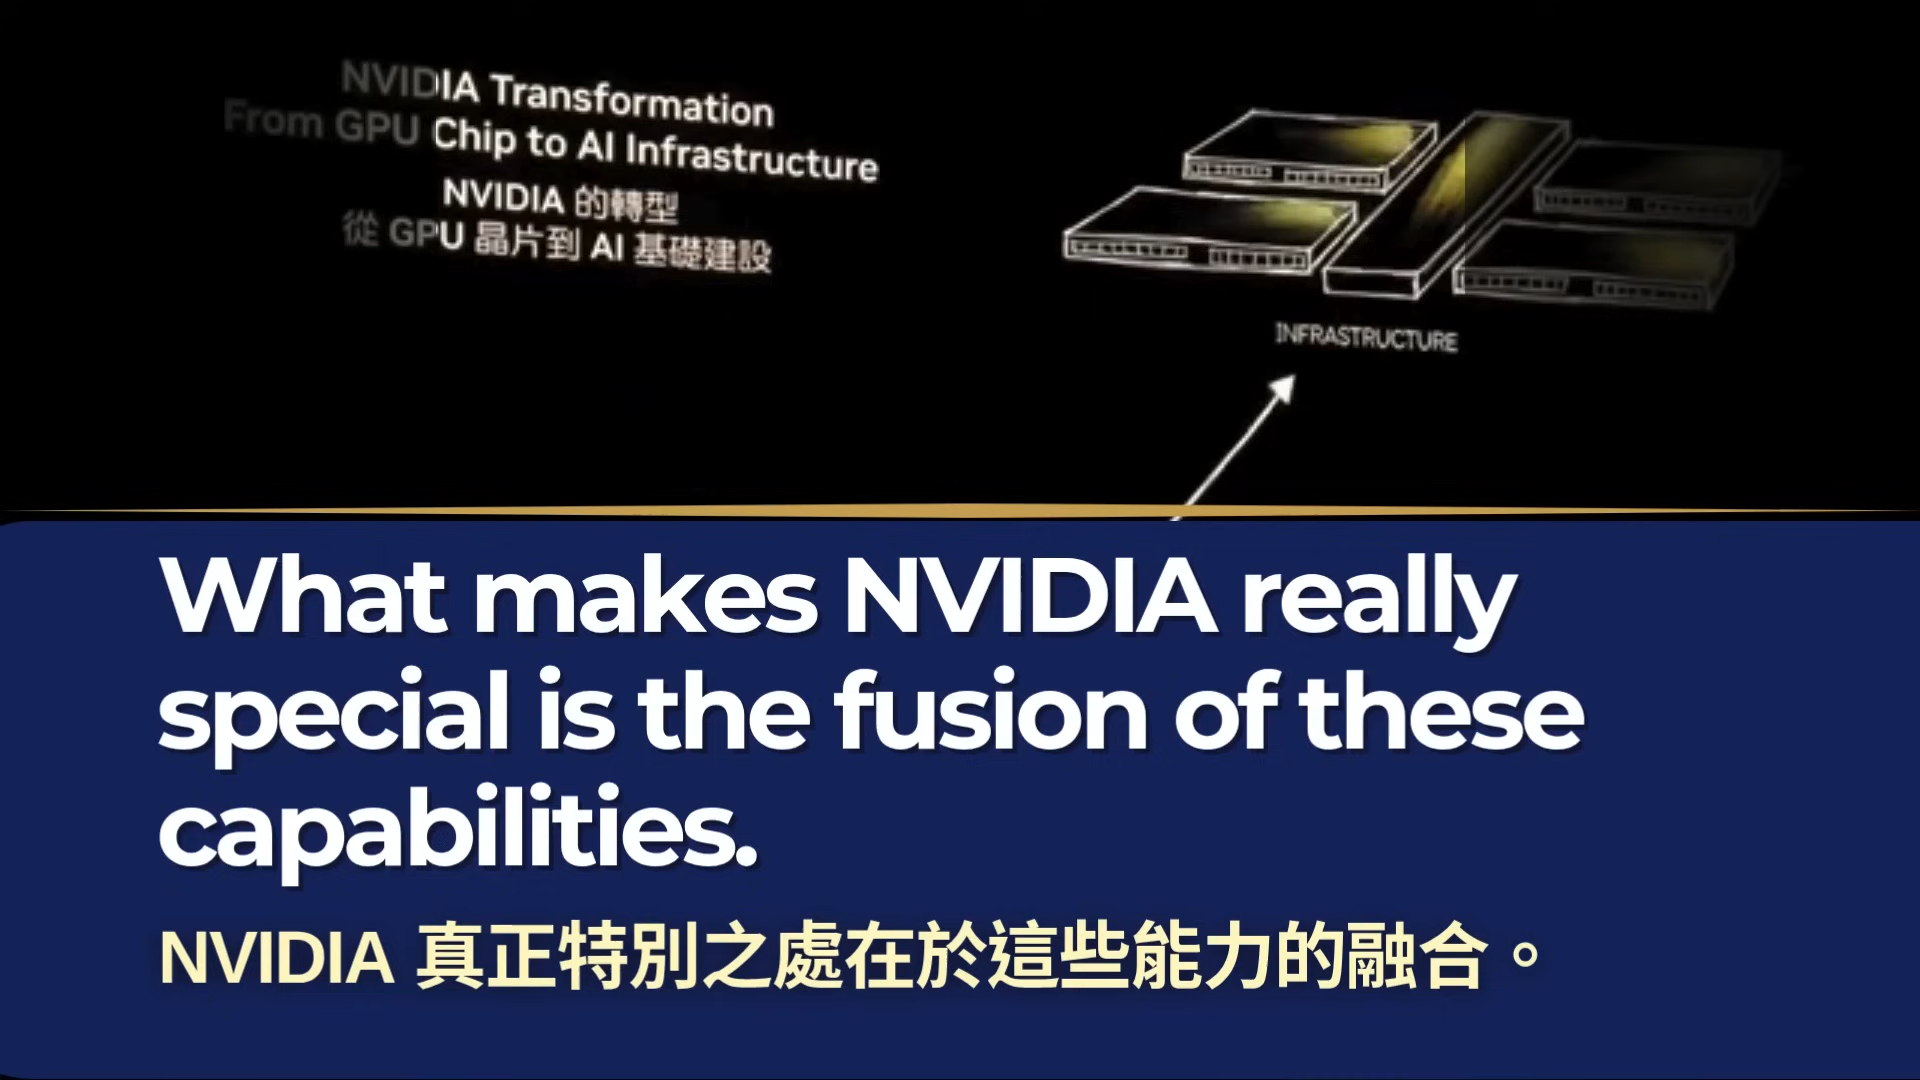 NVIDIA Transformation
From GPU Chip to AI Infrastructure
NVIDIA 的轉型
從 GPU 晶片到 AI 基礎建設
INFRASTRUCTURE
What makes NVIDIA really
special is the fusion of these
capabilities.
NVIDIA 真正特別之處在於這些能力的融合。